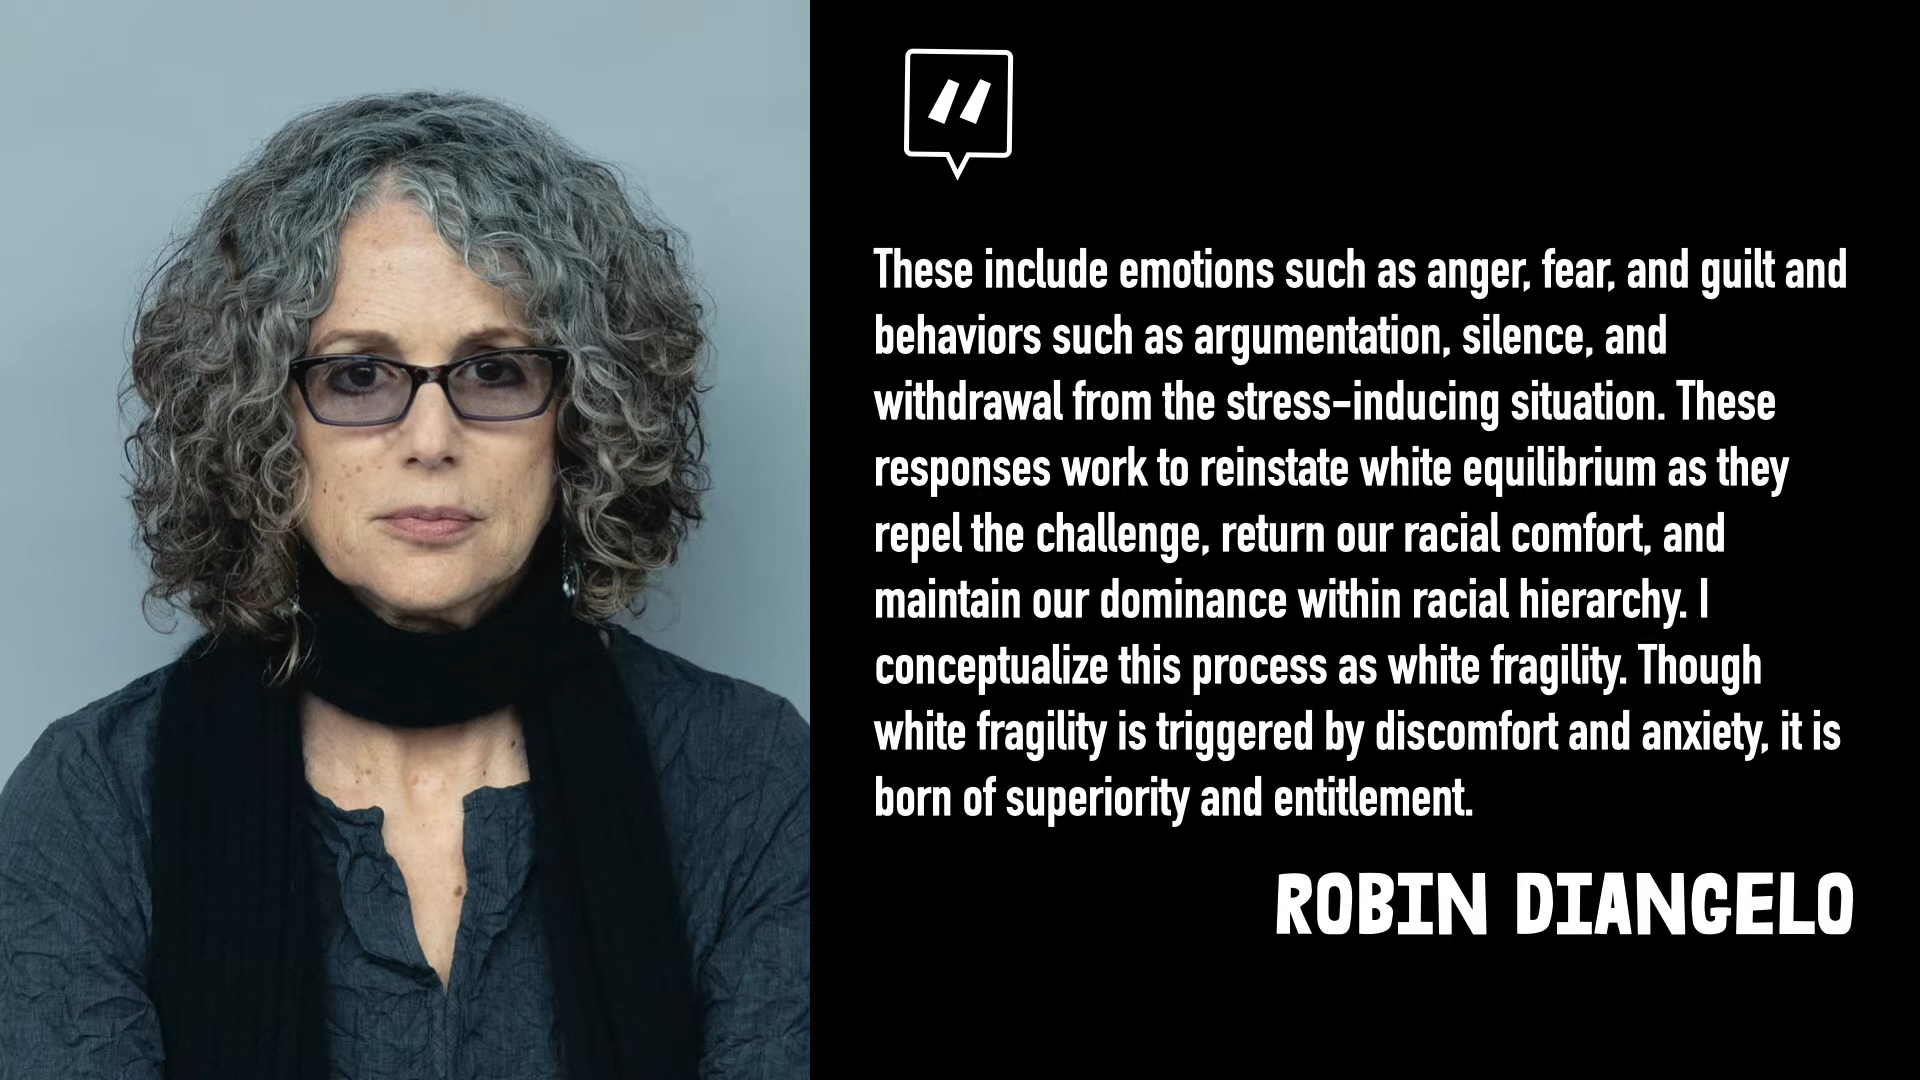 “
These include emotions such as anger, fear, and guilt and
behaviors such as argumentation, silence, and
withdrawal from the stress-inducing situation. These
responses work to reinstate white equilibrium as they
repel the challenge, return our racial comfort, and
maintain our dominance within racial hierarchy. I
conceptualize this process as white fragility. Though
white fragility is triggered by discomfort and anxiety, it is
born of superiority and entitlement.
ROBIN DIANGELO